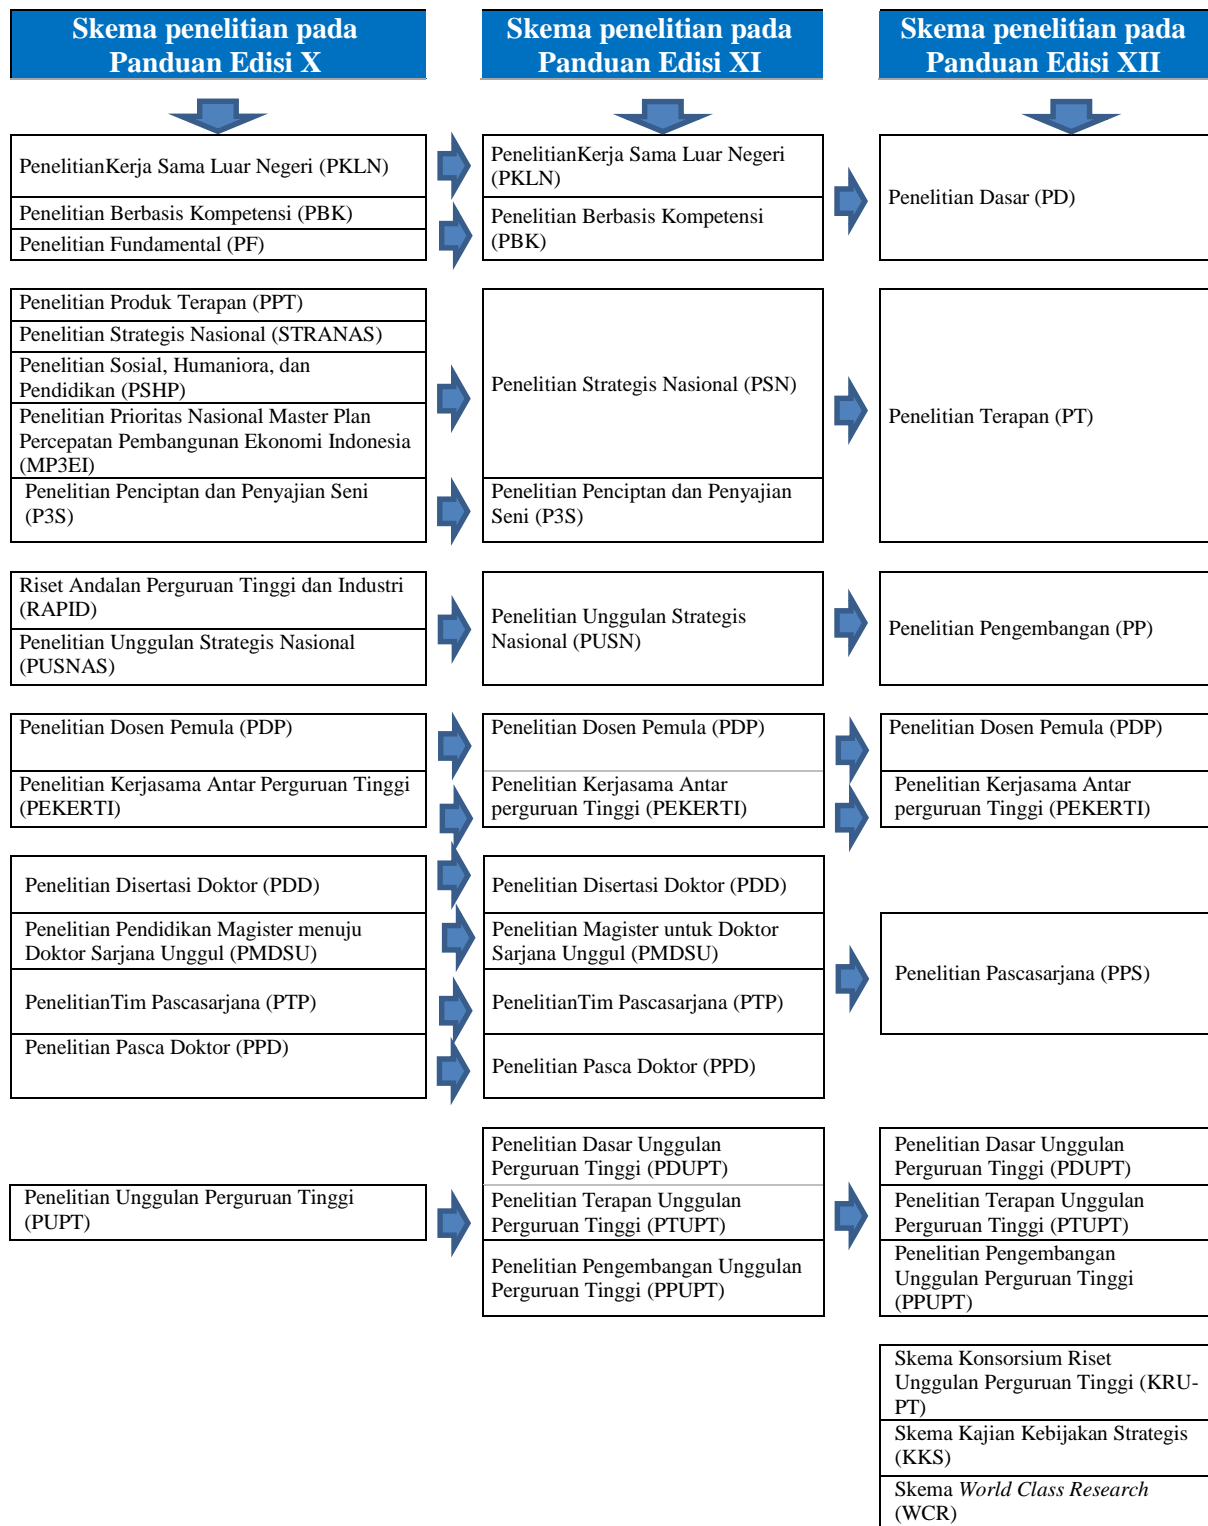 Skema penelitian pada
Panduan Edisi X
Skema penelitian pada
Panduan Edisi XI
Skema penelitian pada
Panduan Edisi XII
PenelitianKerja Sama Luar Negeri (PKLN)
PenelitianKerja Sama Luar Negeri
(PKLN)
Penelitian Dasar (PD)
Penelitian Berbasis Kompetensi (PBK)
Penelitian Fundamental (PF)
Penelitian Berbasis Kompetensi
(PBK)
Penelitian Produk Terapan (PPT)
Penelitian Strategis Nasional (STRANAS)
Penelitian Sosial, Humaniora, dan
Pendidikan (PSHP)
Penelitian Prioritas Nasional Master Plan
Percepatan Pembangunan Ekonomi Indonesia
(MP3EI)
Penelitian Strategis Nasional (PSN)
Penelitian Terapan (PT)
Penelitian Penciptan dan Penyajian Seni
(P3S)
Penelitian Penciptan dan Penyajian
Seni (P3S)
Riset Andalan Perguruan Tinggi dan Industri
(RAPID)
Penelitian Unggulan Strategis Nasional
(PUSNAS)
Penelitian Unggulan Strategis
Nasional (PUSN)
Penelitian Pengembangan (PP)
Penelitian Dosen Pemula (PDP)
Penelitian Dosen Pemula (PDP)
Penelitian Dosen Pemula (PDP)
Penelitian Kerjasama Antar Perguruan Tinggi
(PEKERTI)
Penelitian Kerjasama Antar
perguruan Tinggi (PEKERTI)
Penelitian Kerjasama Antar
perguruan Tinggi (PEKERTI)
Penelitian Disertasi Doktor (PDD)
Penelitian Disertasi Doktor (PDD)
Penelitian Pendidikan Magister menuju
Doktor Sarjana Unggul (PMDSU)
Penelitian Magister untuk Doktor
Sarjana Unggul (PMDSU)
Penelitian Pascasarjana (PPS)
PenelitianTim Pascasarjana (PTP)
PenelitianTim Pascasarjana (PTP)
Penelitian Pasca Doktor (PPD)
Penelitian Pasca Doktor (PPD)
Penelitian Unggulan Perguruan Tinggi
(PUPT)
Penelitian Dasar Unggulan
Perguruan Tinggi (PDUPT)
Penelitian Terapan Unggulan
Perguruan Tinggi (PTUPT)
Penelitian Pengembangan Unggulan
Perguruan Tinggi (PPUPT)
Penelitian Dasar Unggulan
Perguruan Tinggi (PDUPT)
Penelitian Terapan Unggulan
Perguruan Tinggi (PTUPT)
Penelitian Pengembangan
Unggulan Perguruan Tinggi
(PPUPT)
Skema Konsorsium Riset
Unggulan Perguruan Tinggi (KRU-
PT)
Skema Kajian Kebijakan Strategis
(KKS)
Skema World Class Research
(WCR)